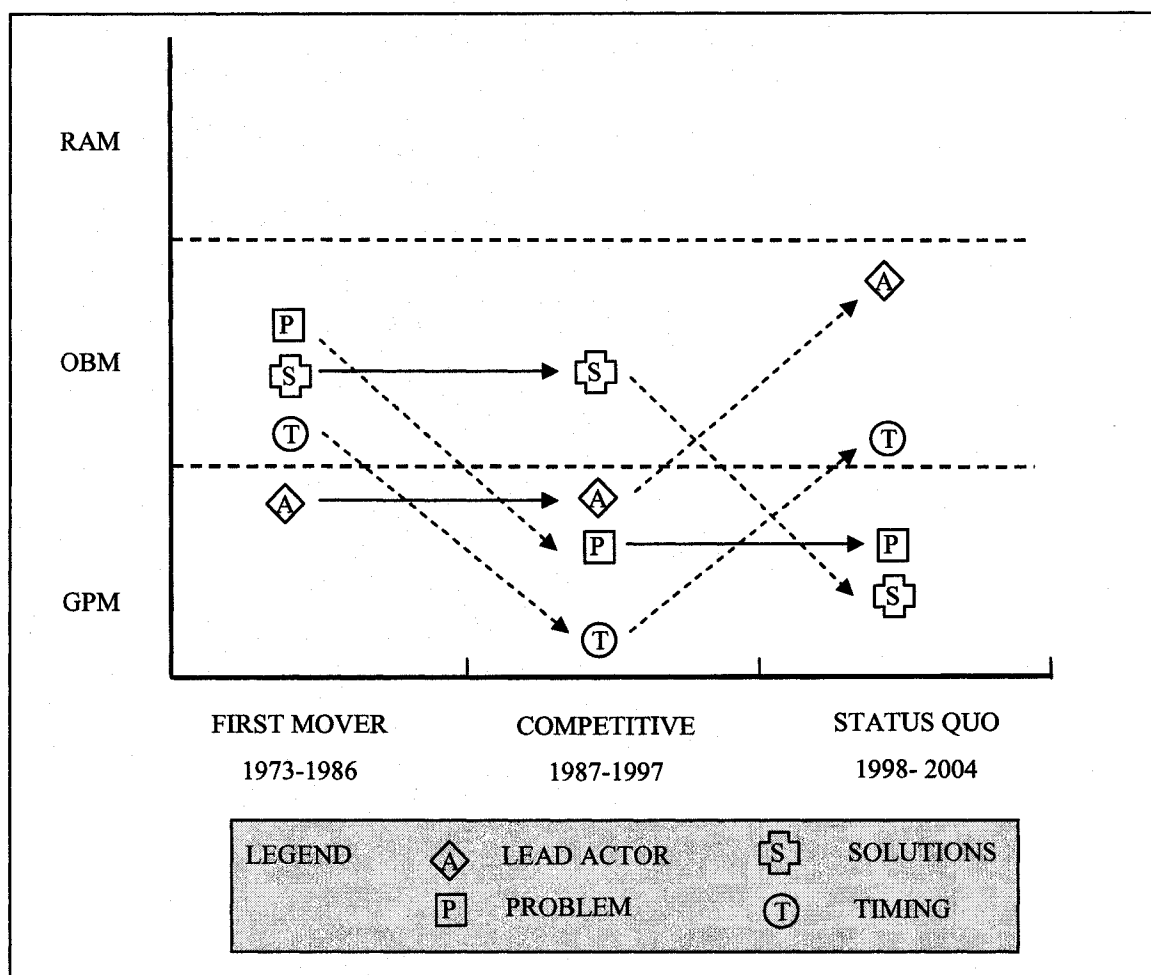 RAM
P
A
OBM
S
S
T
T
A
A
P
P
GPM
S
T
FIRST MOVER
COMPETITIVE
STATUS QUO
1973-1986
1987-1997
1998- 2004
LEGEND
A
LEAD ACTOR
S
SOLUTIONS
P
PROBLEM
T
TIMING